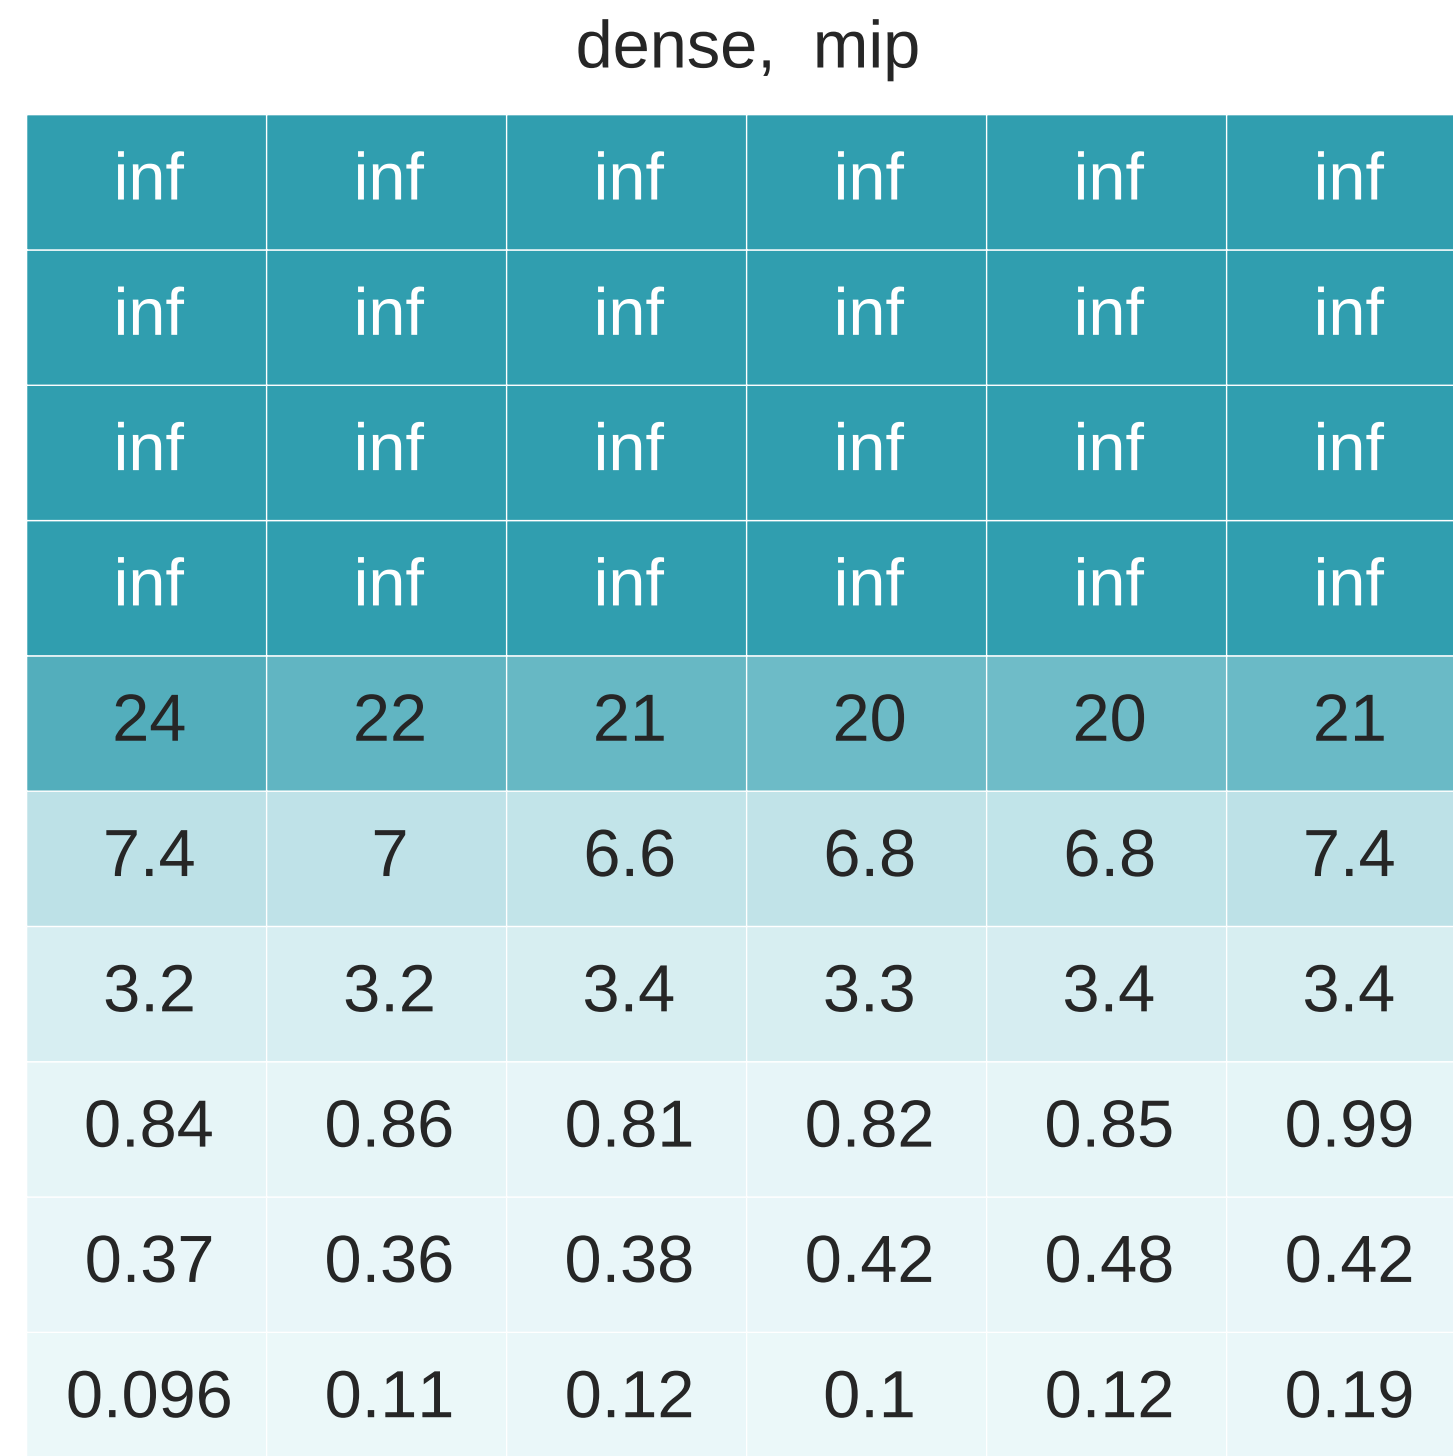 dense,  mip
inf inf inf inf inf inf
inf inf inf inf inf inf
inf inf inf inf inf inf
inf inf inf inf inf inf
24 22 21 20 20 21
7.4 7 6.6 6.8 6.8 7.4
3.2 3.2 3.4 3.3 3.4 3.4
0.84 0.86 0.81 0.82 0.85 0.99
0.37 0.36 0.38 0.42 0.48 0.42
0.096 0.11 0.12 0.1 0.12 0.19